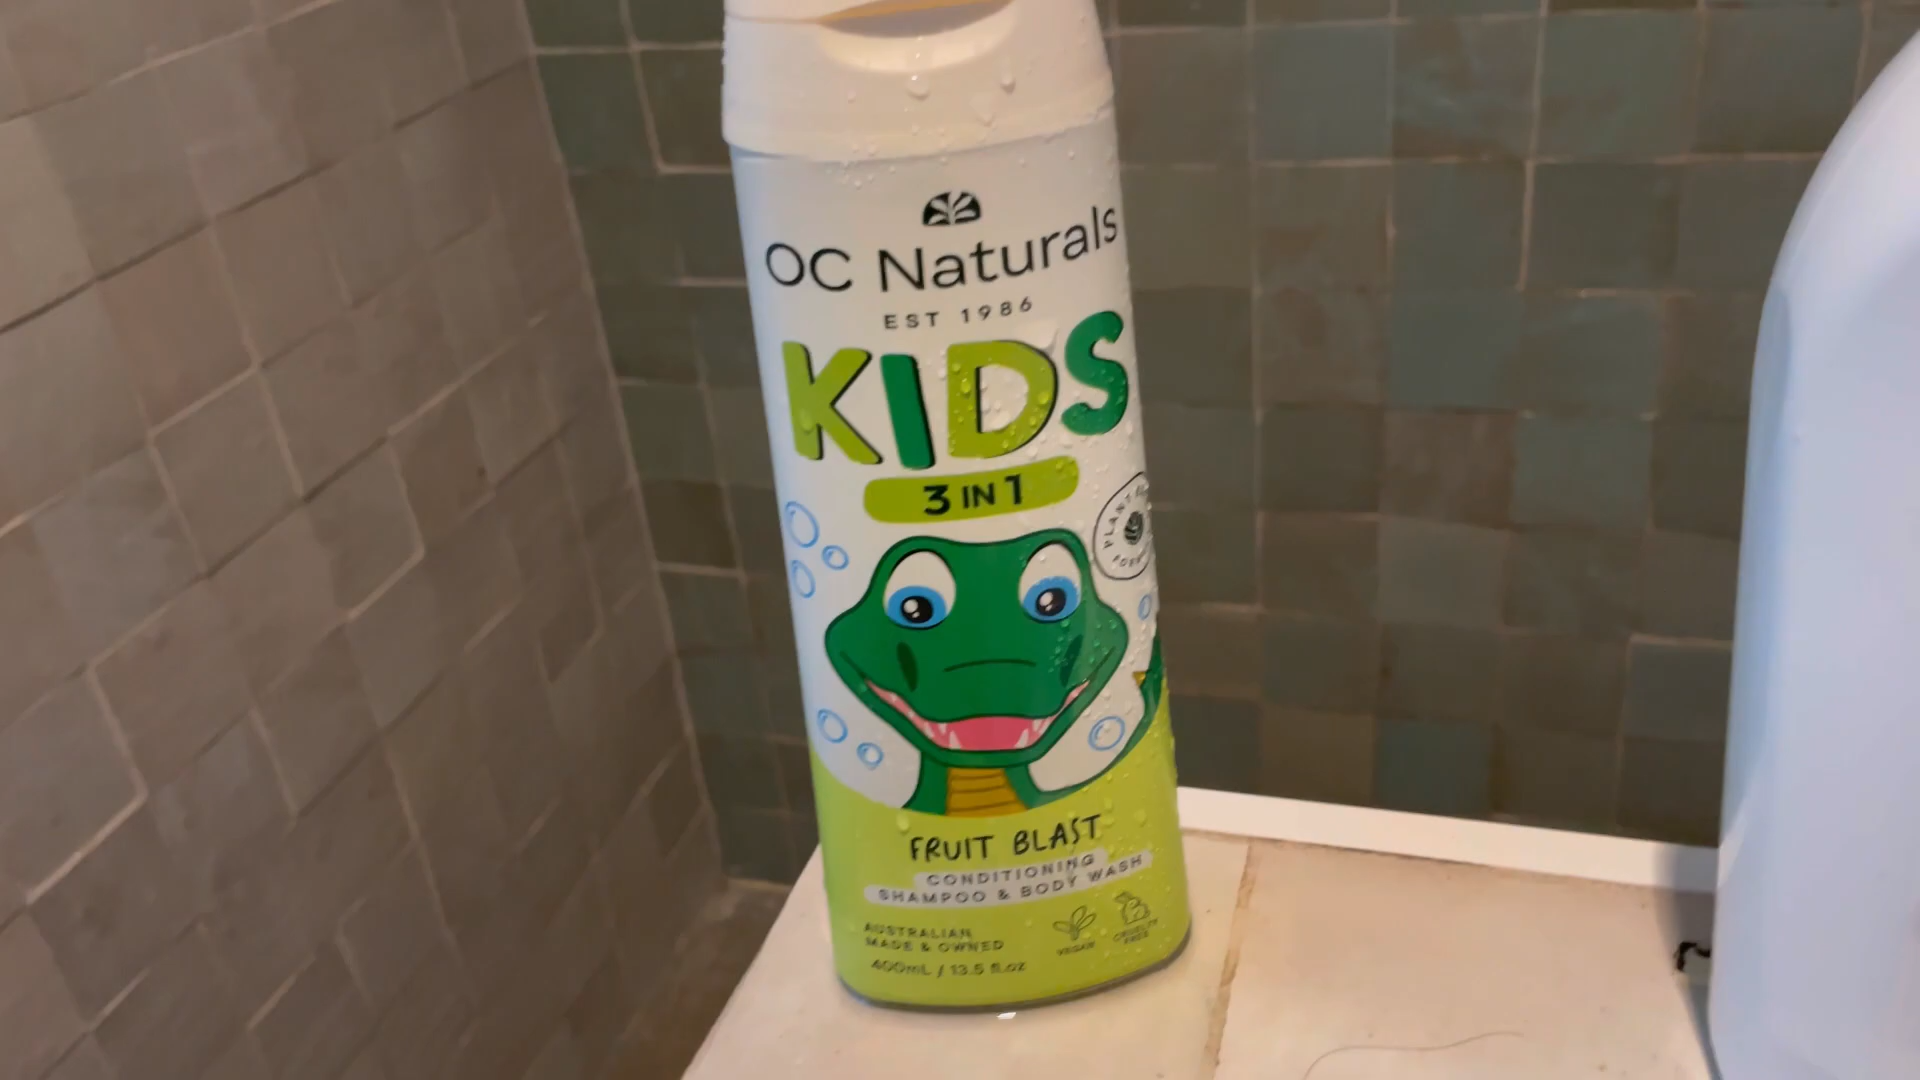 OC Naturals
EST 1986
KIDS
3 IN 1
PLANT
FRUIT BLAST
CONDITIONING
SHAMPOO & BODY WASH
AUSTRALIAN
MADE & OWNED
400mL / 13.5 fl.oz
VEGAN
CRUELTY
FREE